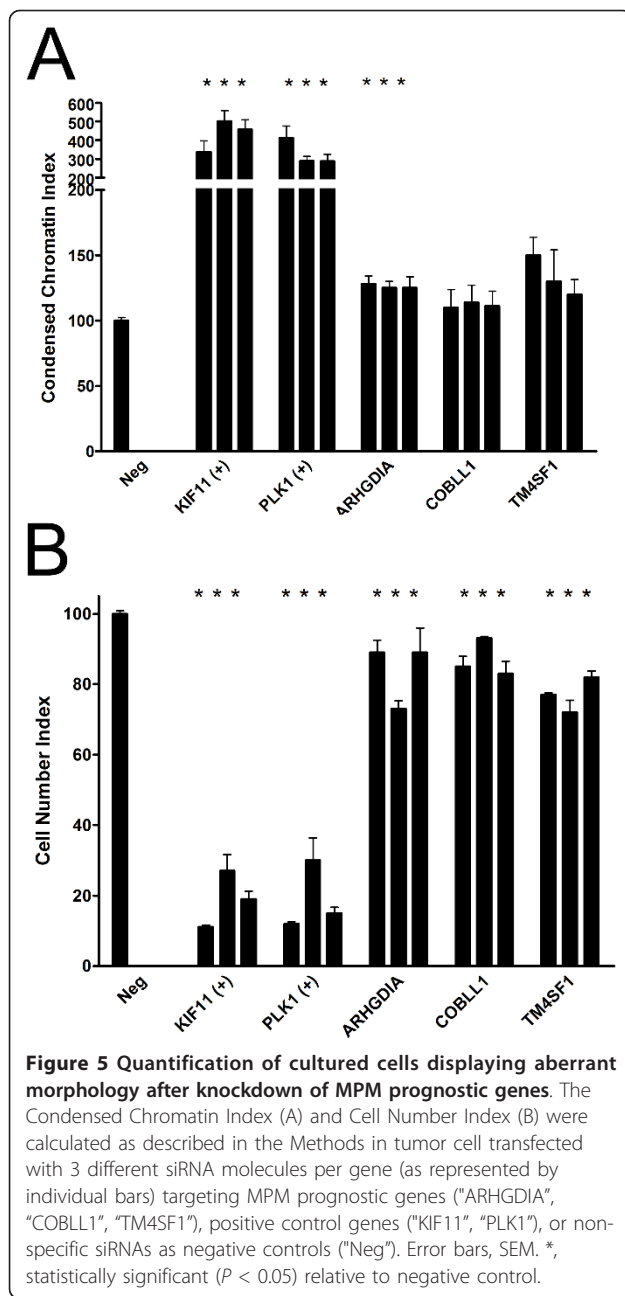 A
* * * * * * * * *
600
500
400
300
200
200
150
100
50
0
Condensed Chromatin Index
Neg
KIF11 (+)
PLK1 (+)
ARHGDIA
COBLL1
TM4SF1
B
* * * * * * * * * * * * * * *
100
80
60
40
20
0
Cell Number Index
Neg
KIF11 (+)
PLK1 (+)
ARHGDIA
COBLL1
TM4SF1
Figure 5 Quantification of cultured cells displaying aberrant
morphology after knockdown of MPM prognostic genes. The
Condensed Chromatin Index (A) and Cell Number Index (B) were
calculated as described in the Methods in tumor cell transfected
with 3 different siRNA molecules per gene (as represented by
individual bars) targeting MPM prognostic genes ("ARHGDIA",
"COBLL1", "TM4SF1"), positive control genes ("KIF11", "PLK1"), or non-
specific siRNAs as negative controls ("Neg"). Error bars, SEM. *,
statistically significant (P < 0.05) relative to negative control.